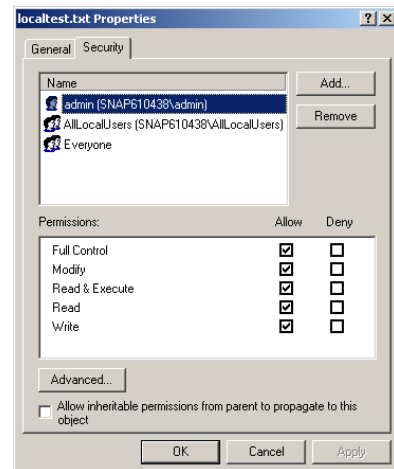 localtest.txt Properties
General Security
Name
Add...
admin (SNAP610438\admin)
AllLocalUsers (SNAP610438\AllLocalUsers)
Remove
Everyone
Permissions: Allow Deny
Full Control
Modify
Read & Execute
Read
Write
Advanced...
Allow inheritable permissions from parent to propagate to this
object
OK Cancel Apply